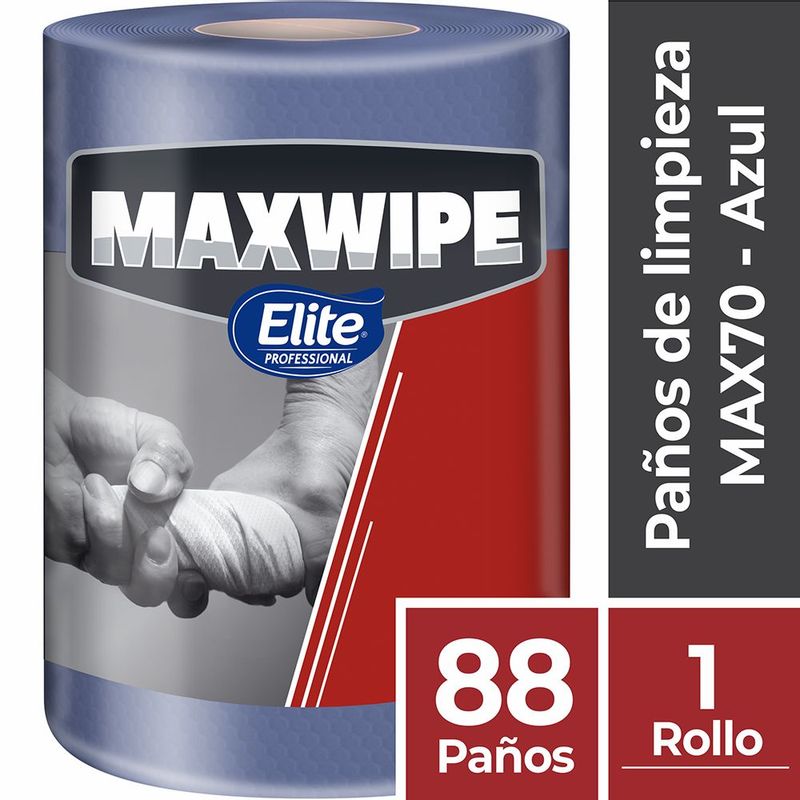 MAXWIPE
Elite®
PROFESSIONAL
Paños de limpieza
MAX70 - Azul
88
Paños
1
Rollo